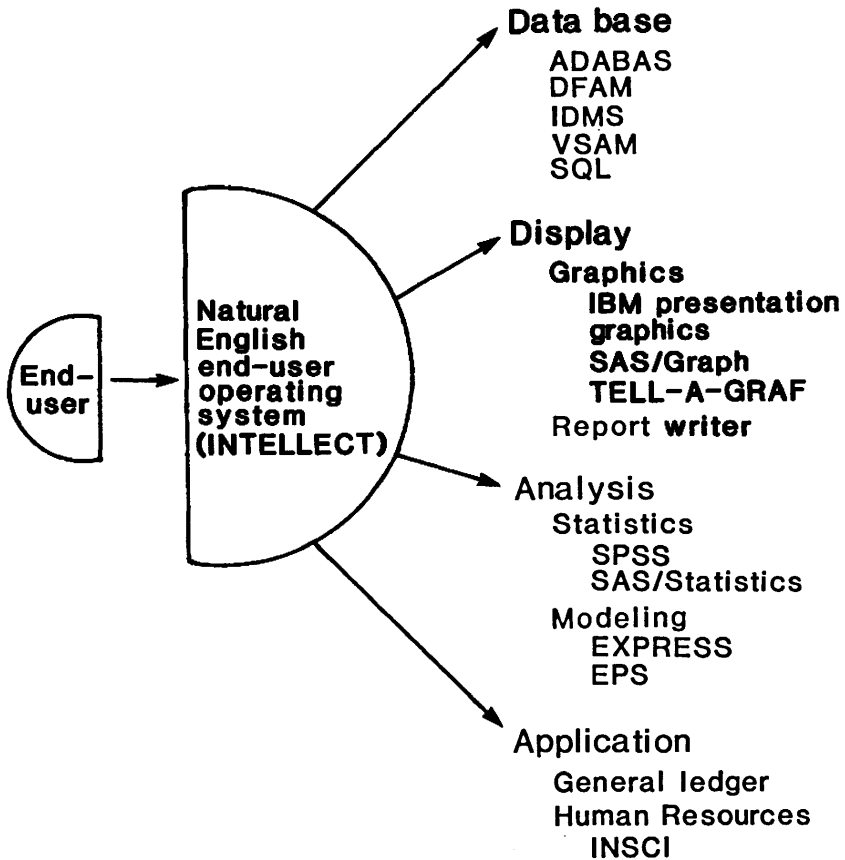 End-
user
Natural
English
end-user
operating
system
(INTELLECT)
Data base
ADABAS
DFAM
IDMS
VSAM
SQL
Display
Graphics
IBM presentation
graphics
SAS/Graph
TELL-A-GRAF
Report writer
Analysis
Statistics
SPSS
SAS/Statistics
Modeling
EXPRESS
EPS
Application
General ledger
Human Resources
INSCI